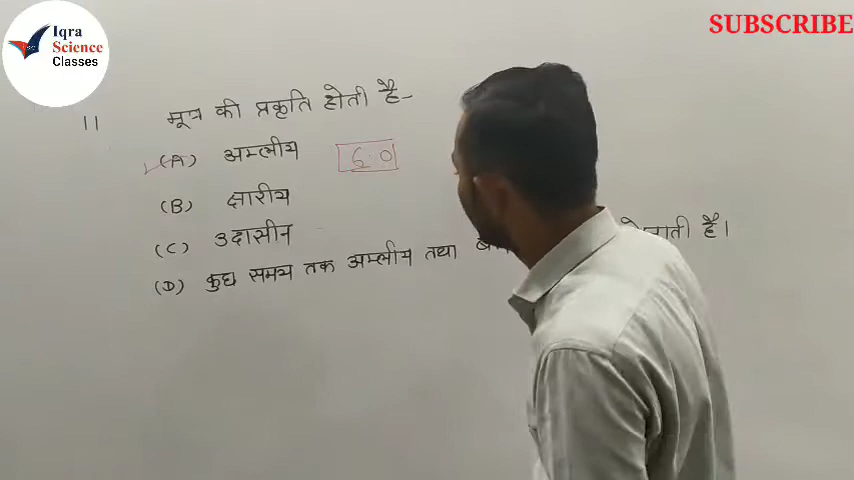 Iqra
Science
Classes
SUBSCRIBE
11 मूत्र की प्रकृति होती है-
(A) अम्लीय 6.0
(B) क्षारीय
(C) उदासीन
(D) कुछ समय तक अम्लीय तथा है।